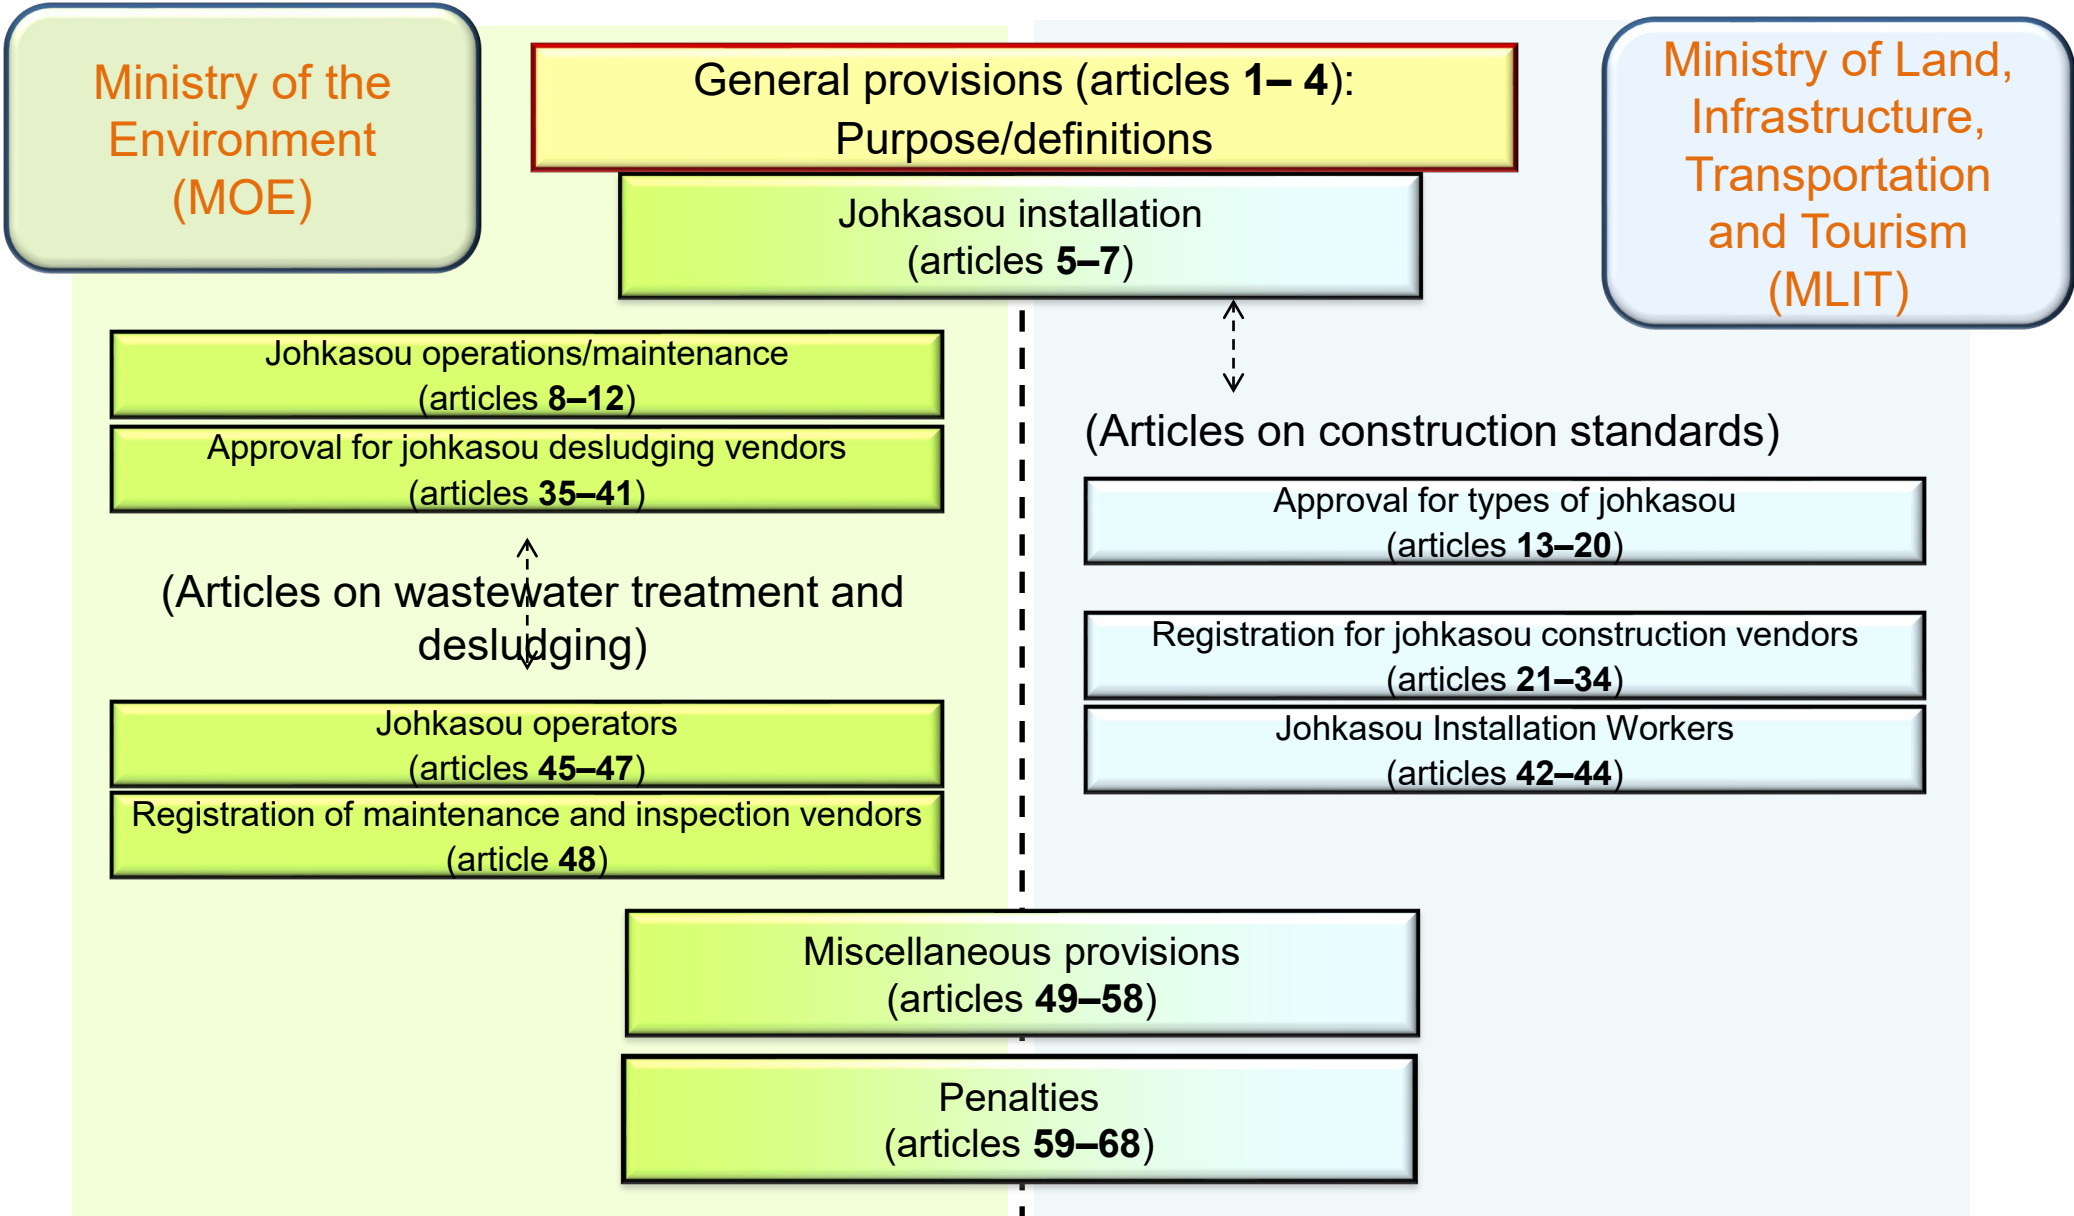 Ministry of the
Environment
(MOE)
General provisions (articles 1– 4):
Purpose/definitions
Ministry of Land,
Infrastructure,
Transportation
and Tourism
(MLIT)
Johkasou installation
(articles 5–7)
Johkasou operations/maintenance
(articles 8–12)
Approval for johkasou desludging vendors
(articles 35–41)
(Articles on wastewater treatment and
desludging)
Johkasou operators
(articles 45–47)
Registration of maintenance and inspection vendors
(article 48)
(Articles on construction standards)
Approval for types of johkasou
(articles 13–20)
Registration for johkasou construction vendors
(articles 21–34)
Johkasou Installation Workers
(articles 42–44)
Miscellaneous provisions
(articles 49–58)
Penalties
(articles 59–68)